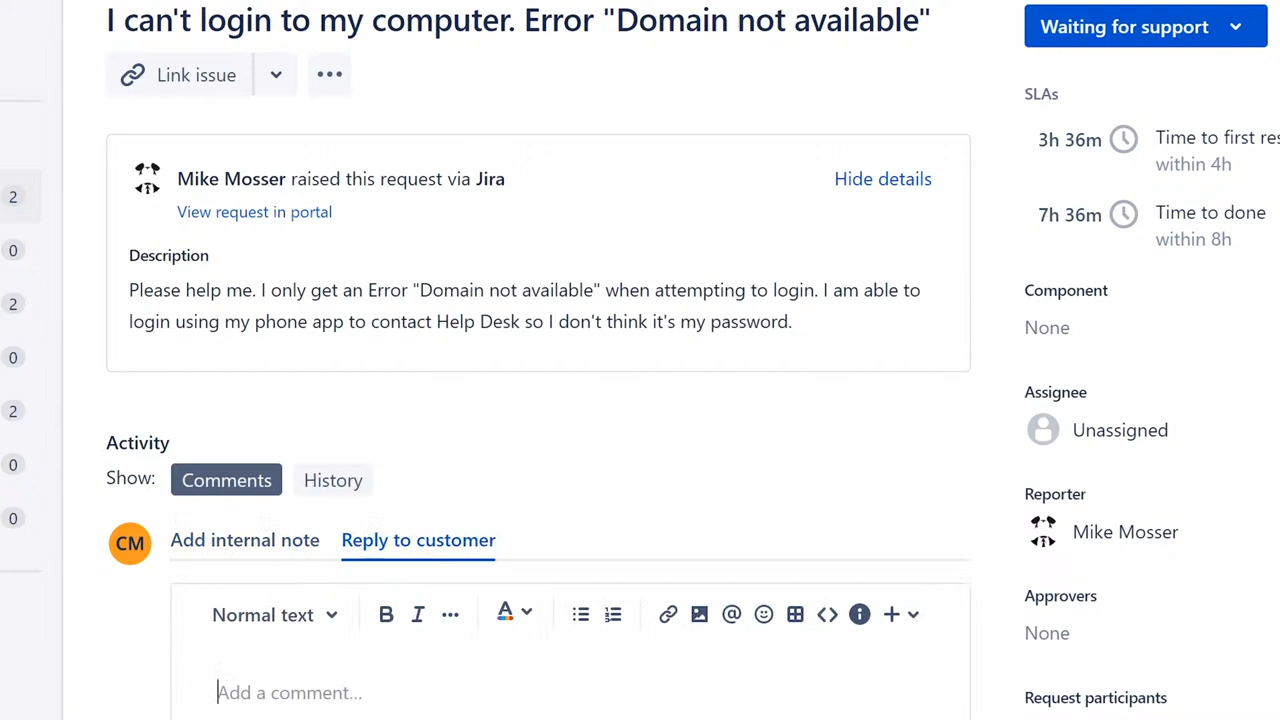 I can't login to my computer. Error "Domain not available"
Link issue
Mike Mosser raised this request via Jira
Hide details
View request in portal
Description
Please help me. I only get an Error "Domain not available" when attempting to login. I am able to
login using my phone app to contact Help Desk so I don't think it's my password.
Activity
Show: Comments History
CM
Add internal note Reply to customer
Normal text B I A
Add a comment...
2
0
2
0
2
0
0
Waiting for support
SLAs
3h 36m Time to first res
within 4h
7h 36m Time to done
within 8h
Component
None
Assignee
Unassigned
Reporter
Mike Mosser
Approvers
None
Request participants